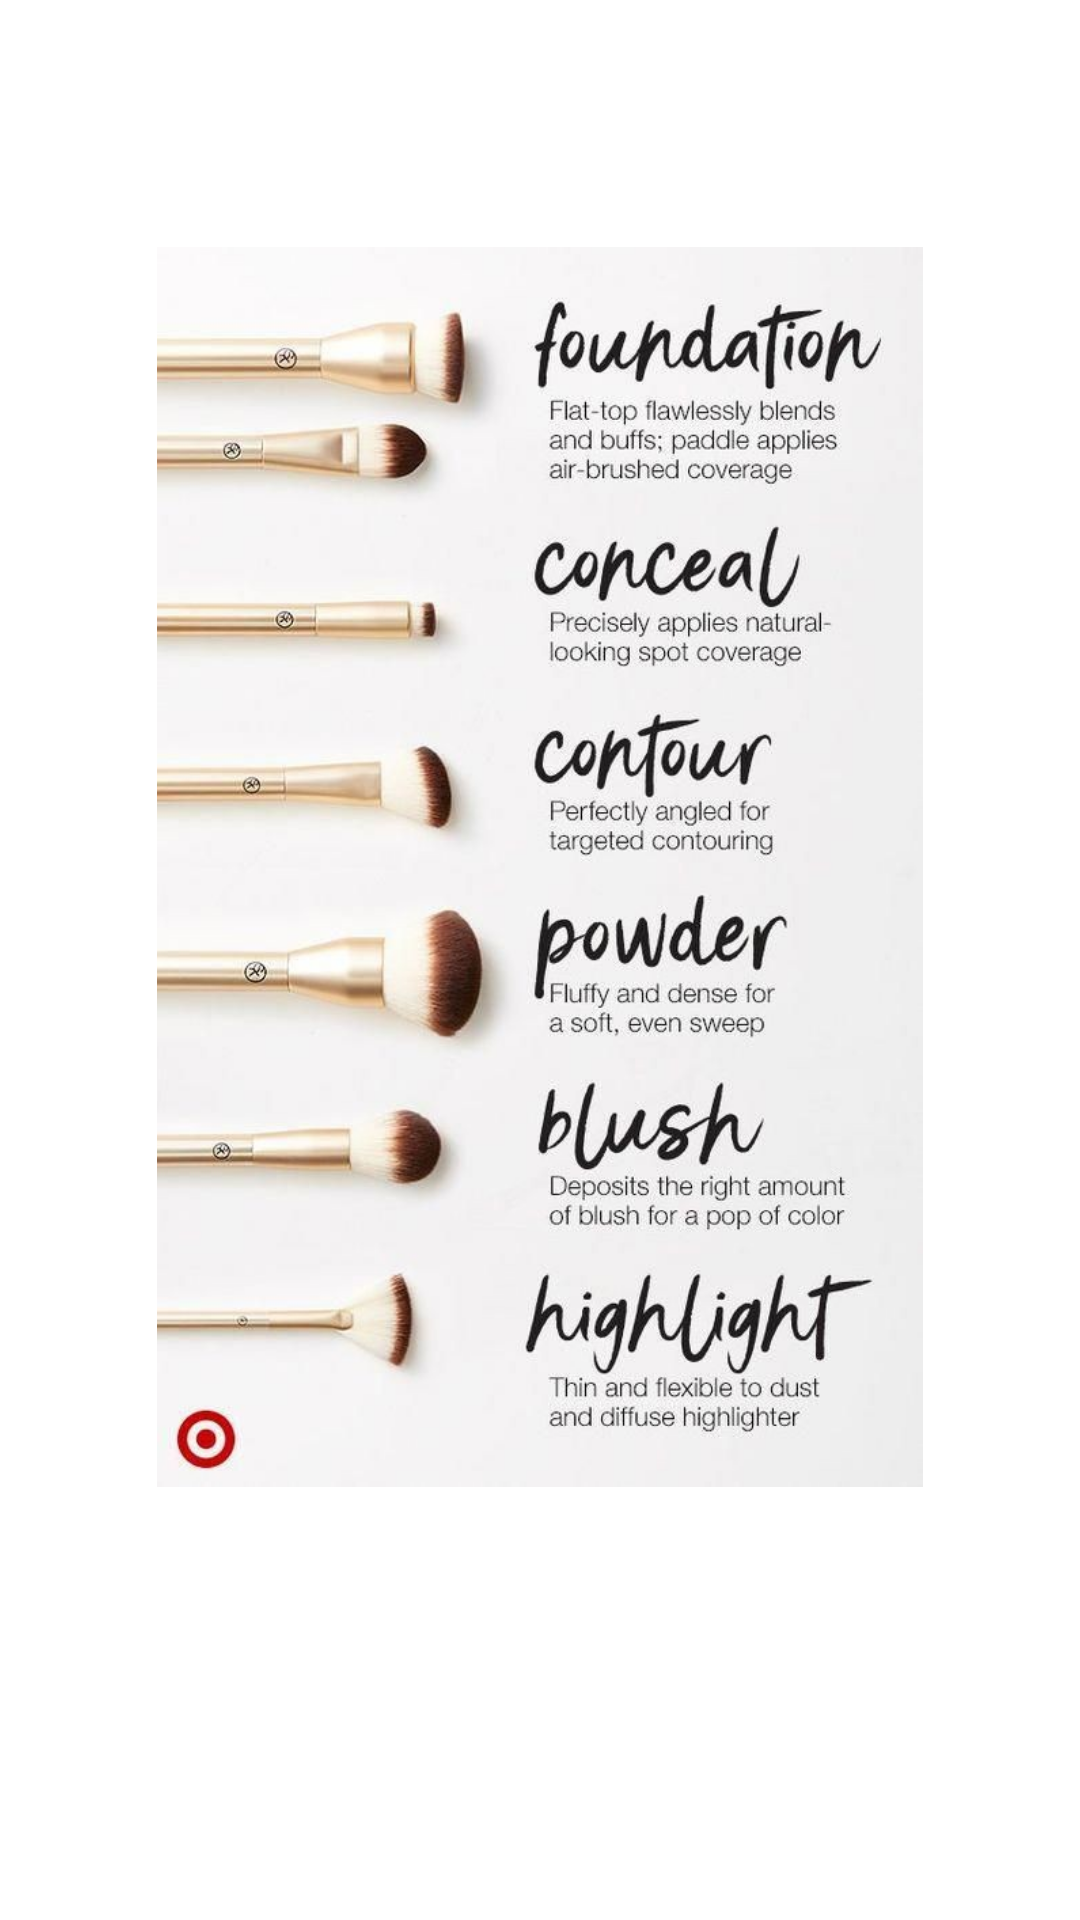 foundation
Flat-top flawlessly blends
and buffs; paddle applies
air-brushed coverage
conceal
Precisely applies natural-
looking spot coverage
contour
Perfectly angled for
targeted contouring
powder
Fluffy and dense for
a soft, even sweep
blush
Deposits the right amount
of blush for a pop of color
highlight
Thin and flexible to dust
and diffuse highlighter